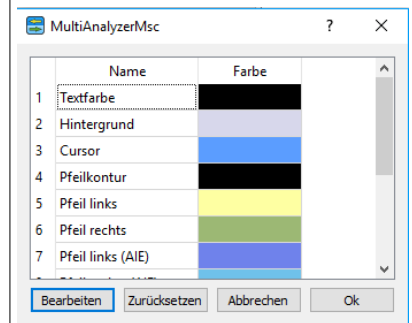 MultiAnalyzerMsc ?
Name Farbe
1 Textfarbe
2 Hintergrund
3 Cursor
4 Pfeilkontur
5 Pfeil links
6 Pfeil rechts
7 Pfeil links (AIE)
Bearbeiten Zurücksetzen Abbrechen Ok